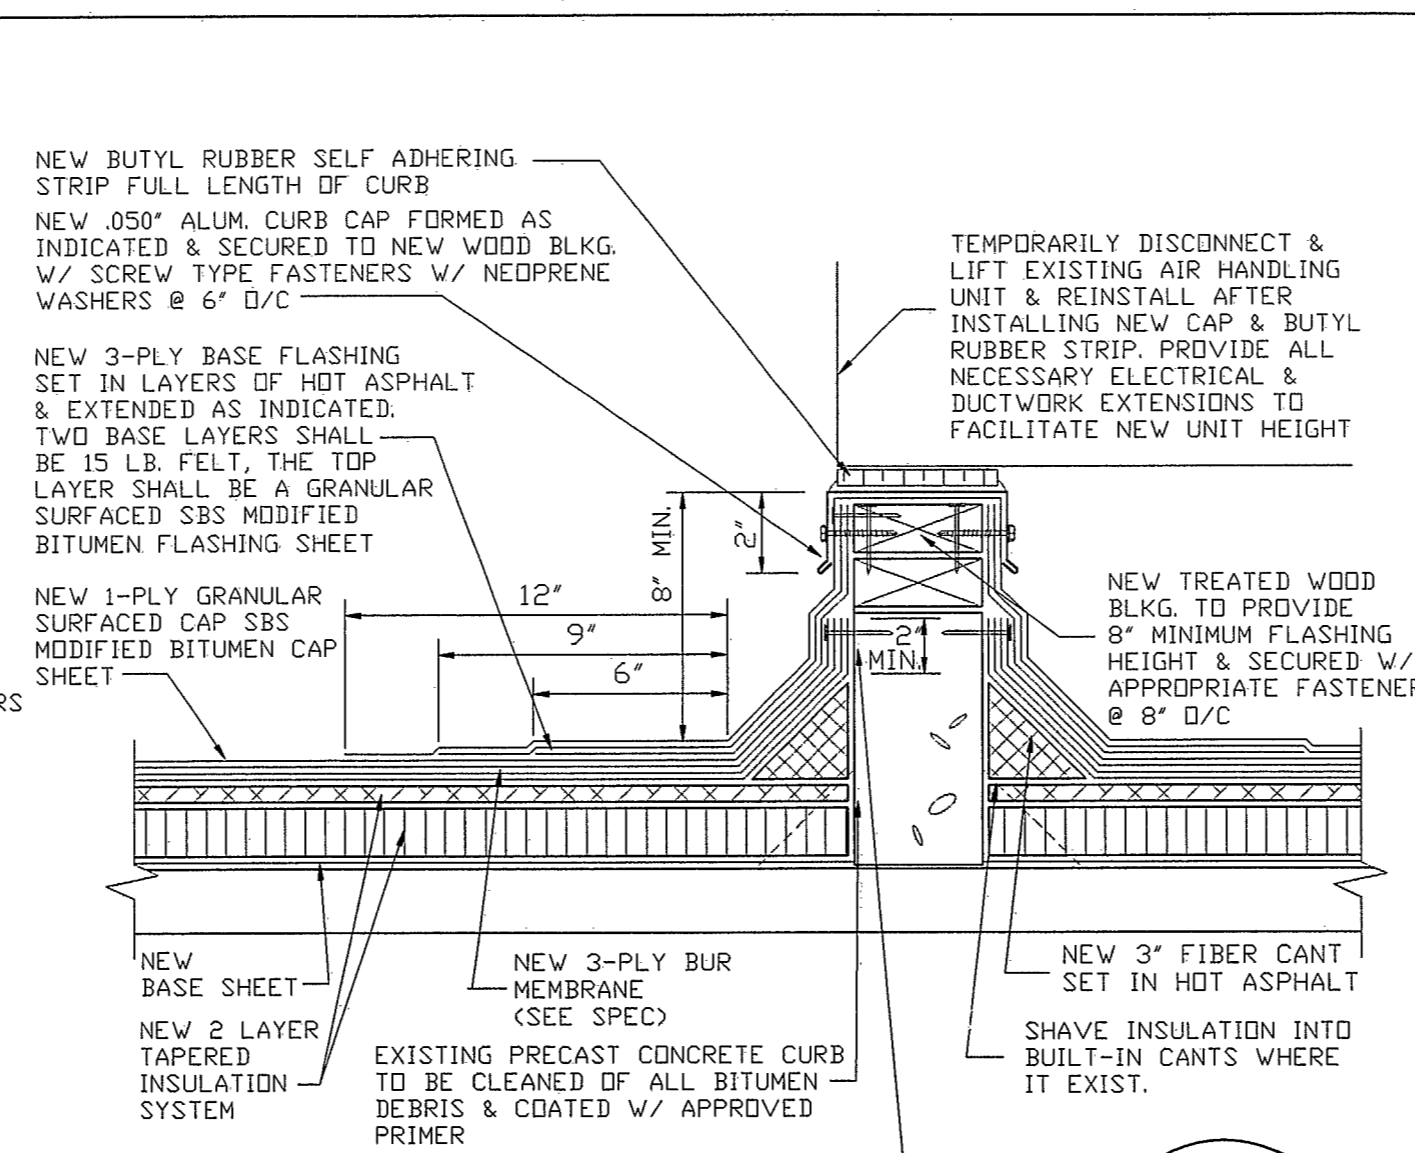 NEW BUTYL RUBBER SELF ADHERING
STRIP FULL LENGTH OF CURB
NEW .050" ALUM. CURB CAP FORMED AS
INDICATED & SECURED TO NEW WOOD BLKG.
W/ SCREW TYPE FASTENERS W/ NEOPRENE
WASHERS @ 6" O/C
NEW 3-PLY BASE FLASHING
SET IN LAYERS OF HOT ASPHALT
& EXTENDED AS INDICATED.
TWO BASE LAYERS SHALL
BE 15 LB. FELT, THE TOP
LAYER SHALL BE A GRANULAR
SURFACED SBS MODIFIED
BITUMEN FLASHING SHEET
NEW 1-PLY GRANULAR
SURFACED CAP SBS
MODIFIED BITUMEN CAP
SHEET
RS
TEMPORARILY DISCONNECT &
LIFT EXISTING AIR HANDLING
UNIT & REINSTALL AFTER
INSTALLING NEW CAP & BUTYL
RUBBER STRIP. PROVIDE ALL
NECESSARY ELECTRICAL &
DUCTWORK EXTENSIONS TO
FACILITATE NEW UNIT HEIGHT
8" MIN.
2"
12"
9"
6"
2"
MIN.
NEW TREATED WOOD
BLKG. TO PROVIDE
8" MINIMUM FLASHING
HEIGHT & SECURED W/
APPROPRIATE FASTENER
@ 8" O/C
NEW
BASE SHEET
NEW 2 LAYER
TAPERED
INSULATION
SYSTEM
NEW 3-PLY BUR
MEMBRANE
(SEE SPEC)
EXISTING PRECAST CONCRETE CURB
TO BE CLEANED OF ALL BITUMEN
DEBRIS & COATED W/ APPROVED
PRIMER
NEW 3" FIBER CANT
SET IN HOT ASPHALT
SHAVE INSULATION INTO
BUILT-IN CANTS WHERE
IT EXIST.